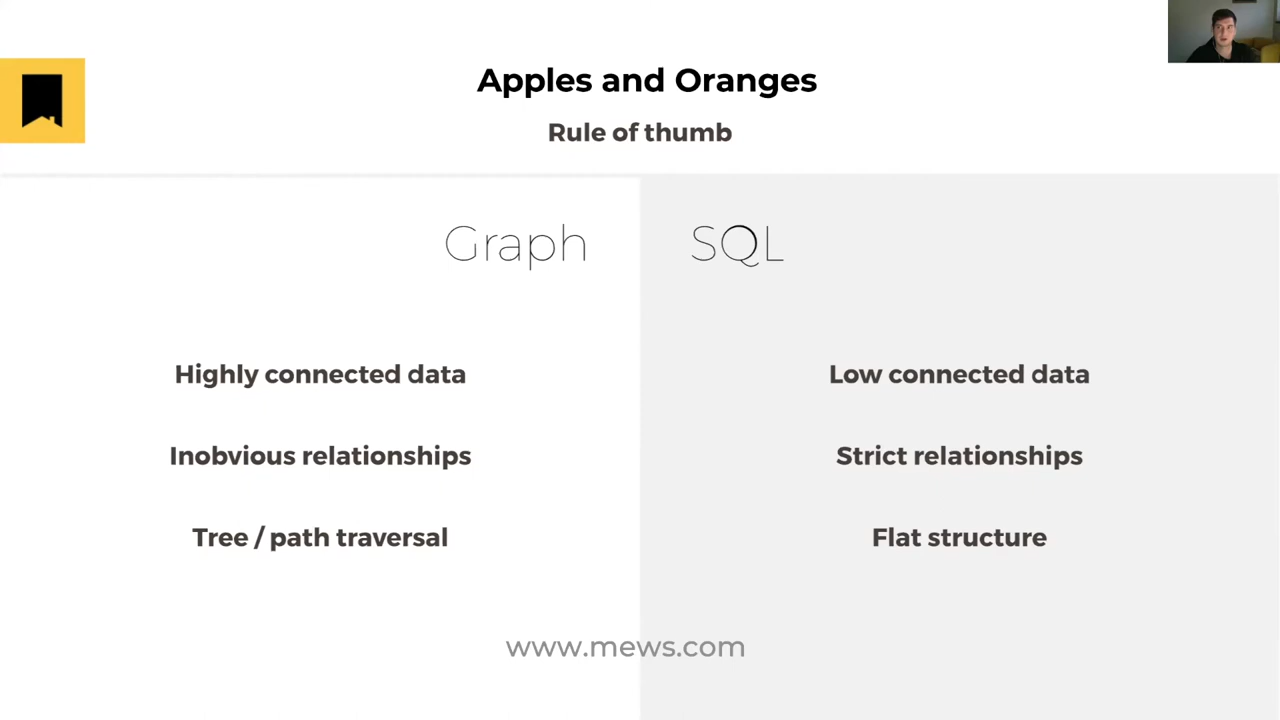 Apples and Oranges
Rule of thumb
Graph
SQL
Highly connected data
Low connected data
Inobvious relationships
Strict relationships
Tree / path traversal
Flat structure
www.mews.com